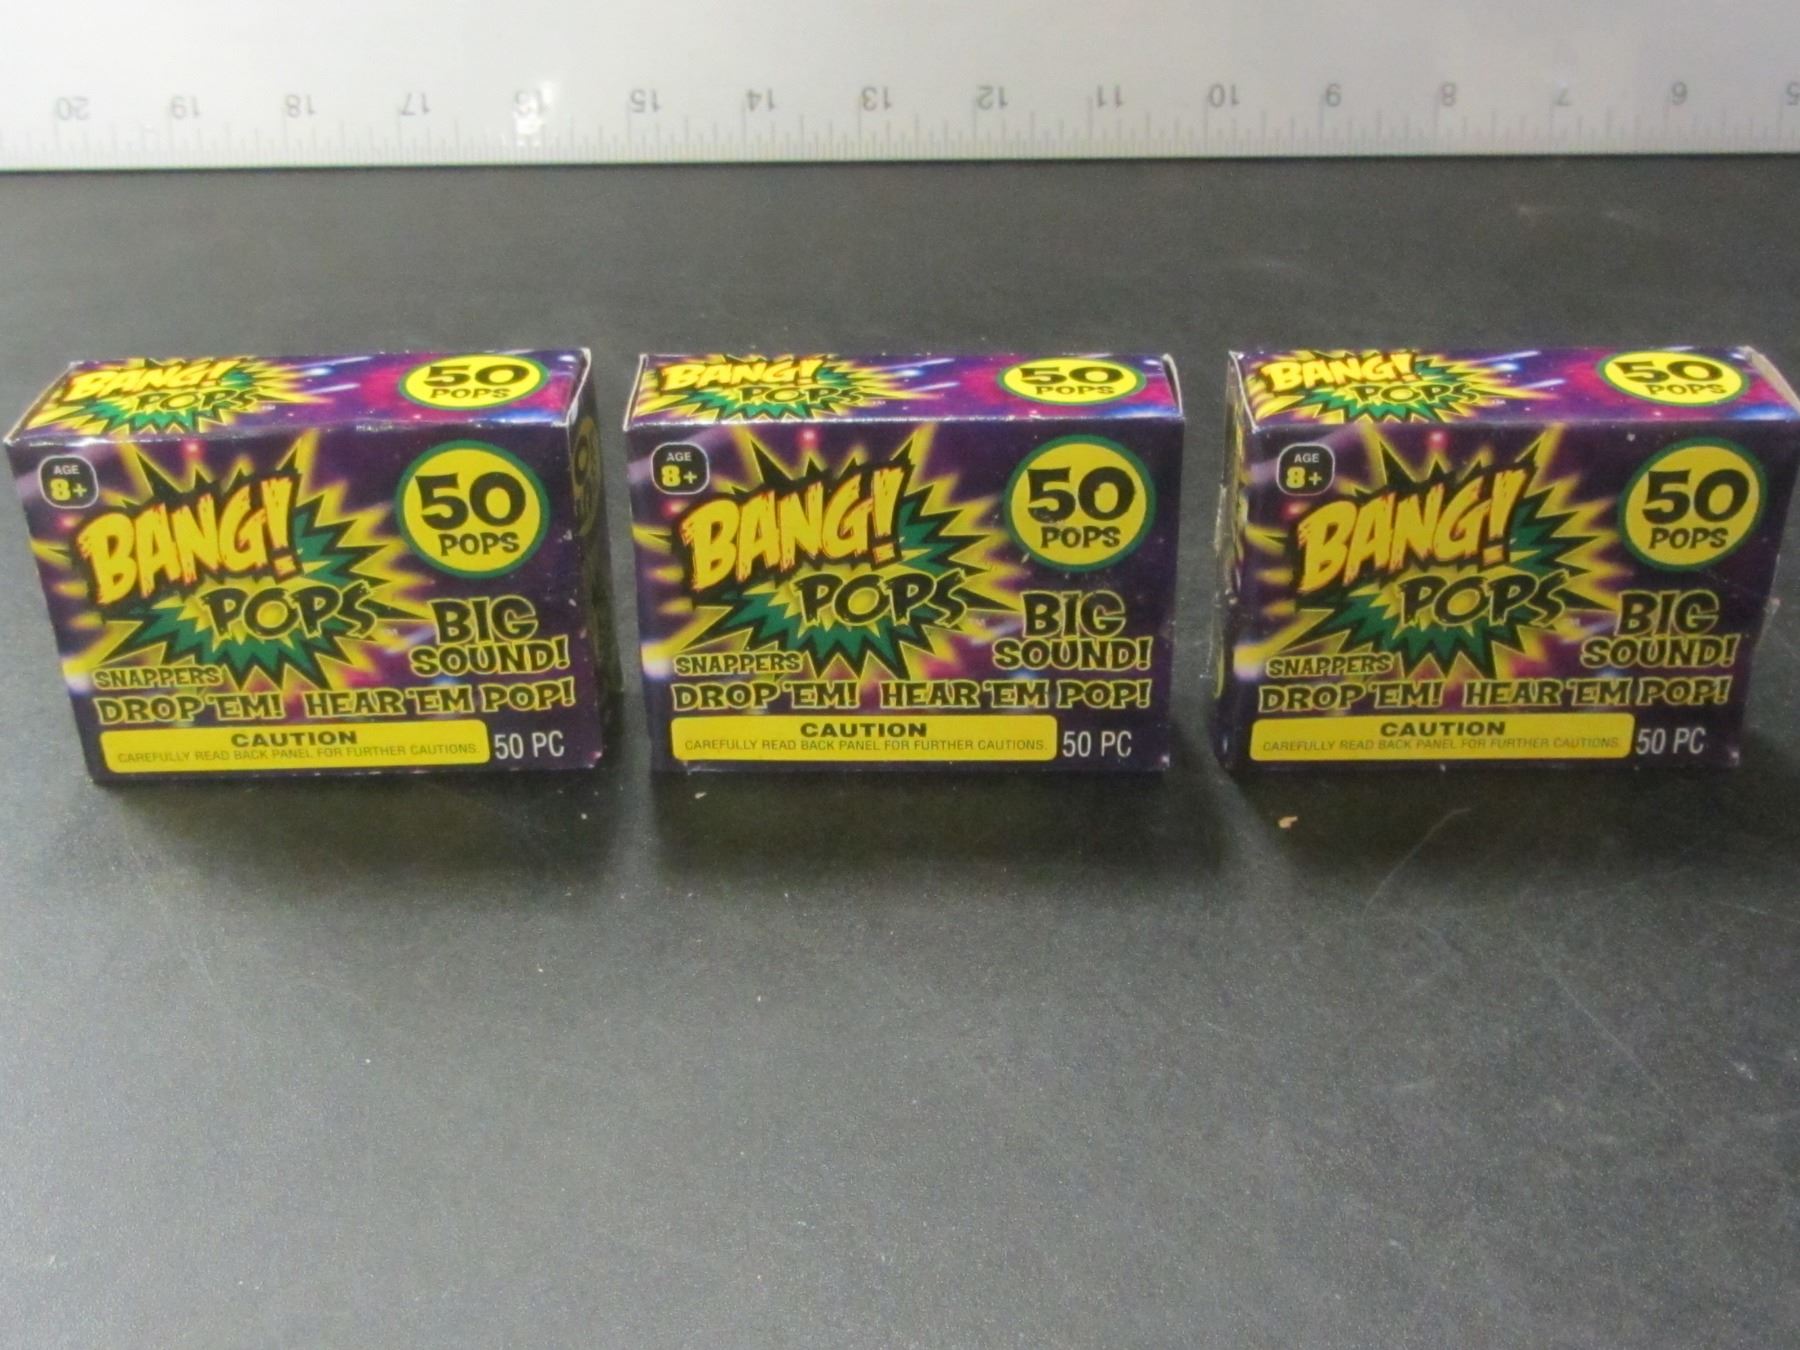 20 19 18 17 16 15 14 13 12 11 10 9 8 7 6 5
BANG!
POPS
50
POPS
AGE
8+
BANG!
POPS
50
POPS
BIG
SOUND!
SNAPPERS
DROP 'EM! HEAR 'EM POP!
CAUTION
CAREFULLY READ BACK PANEL FOR FURTHER CAUTIONS.
50 PC
BANG!
POPS
50
POPS
AGE
8+
BANG!
POPS
50
POPS
BIG
SOUND!
SNAPPERS
DROP 'EM! HEAR 'EM POP!
CAUTION
CAREFULLY READ BACK PANEL FOR FURTHER CAUTIONS.
50 PC
BANG!
POPS
50
POPS
AGE
8+
BANG!
POPS
50
POPS
BIG
SOUND!
SNAPPERS
DROP 'EM! HEAR 'EM POP!
CAUTION
CAREFULLY READ BACK PANEL FOR FURTHER CAUTIONS.
50 PC